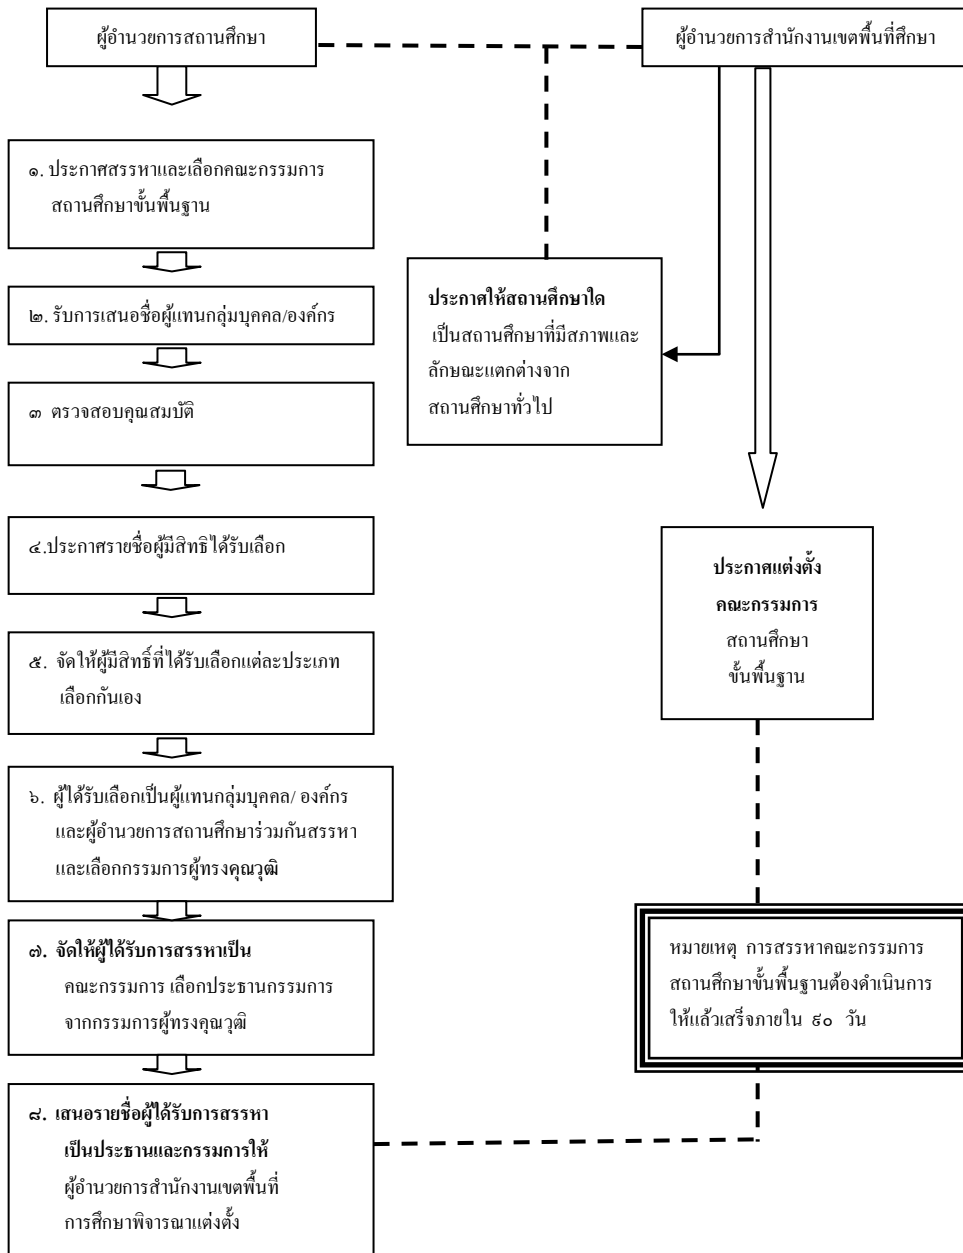 ผู้อำนวยการสถานศึกษา
ผู้อำนวยการสำนักงานเขตพื้นที่ศึกษา
๑. ประกาศสรรหาและเลือกคณะกรรมการ
สถานศึกษาขั้นพื้นฐาน
๒. รับการเสนอชื่อผู้แทนกลุ่มบุคคล/องค์กร
๓ ตรวจสอบคุณสมบัติ
๔.ประกาศรายชื่อผู้มีสิทธิได้รับเลือก
๕. จัดให้ผู้มีสิทธิ์ที่ได้รับเลือกแต่ละประเภท
เลือกกันเอง
๖. ผู้ได้รับเลือกเป็นผู้แทนกลุ่มบุคคล/ องค์กร
และผู้อำนวยการสถานศึกษาร่วมกันสรรหา
และเลือกกรรมการผู้ทรงคุณวุฒิ
๗. จัดให้ผู้ได้รับการสรรหาเป็น
คณะกรรมการ เลือกประธานกรรมการ
จากกรรมการผู้ทรงคุณวุฒิ
๘. เสนอรายชื่อผู้ได้รับการสรรหา
เป็นประธานและกรรมการให้
ผู้อำนวยการสำนักงานเขตพื้นที่
การศึกษาพิจารณาแต่งตั้ง
ประกาศให้สถานศึกษาใด
เป็นสถานศึกษาที่มีสภาพและ
ลักษณะแตกต่างจาก
สถานศึกษาทั่วไป
ประกาศแต่งตั้ง
คณะกรรมการ
สถานศึกษา
ขั้นพื้นฐาน
หมายเหตุ การสรรหาคณะกรรมการ
สถานศึกษาขั้นพื้นฐานต้องดำเนินการ
ให้แล้วเสร็จภายใน ๙๐ วัน